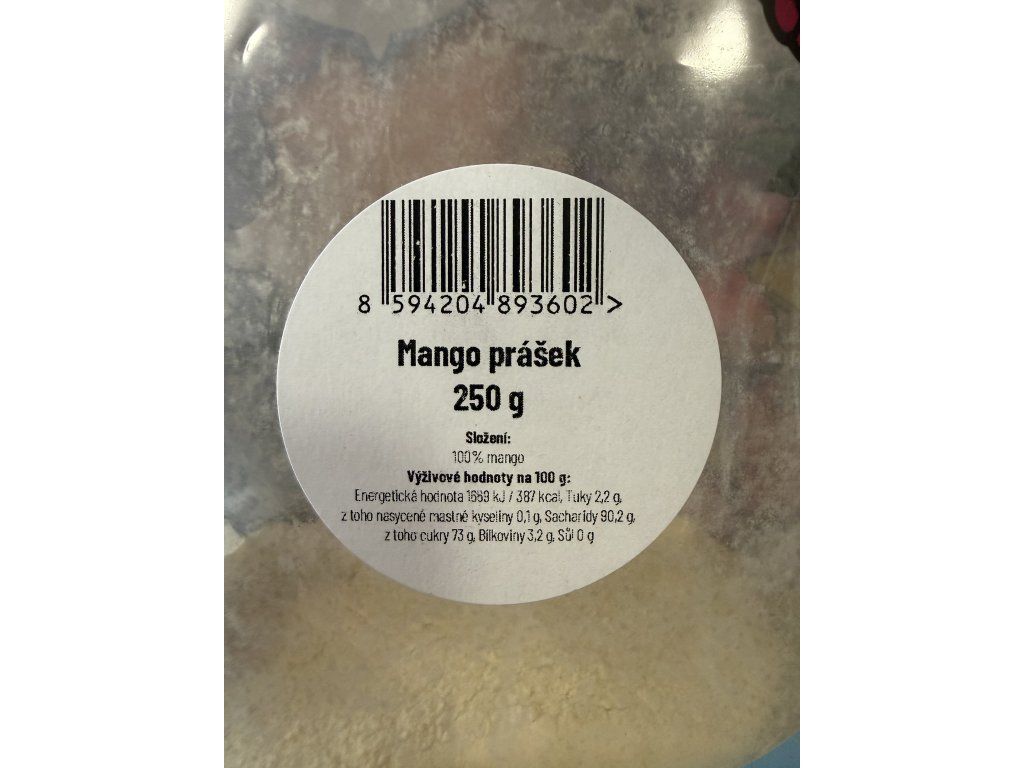 8 594204 893602 >
Mango prášek
250 g
Složení:
100% mango
Výživové hodnoty na 100 g:
Energetická hodnota 1689 kJ / 387 kcal, Tuky 2,2 g,
z toho nasycené mastné kyseliny 0,1 g, Sacharidy 90,2 g,
z toho cukry 73 g, Bílkoviny 3,2 g, Sůl 0 g